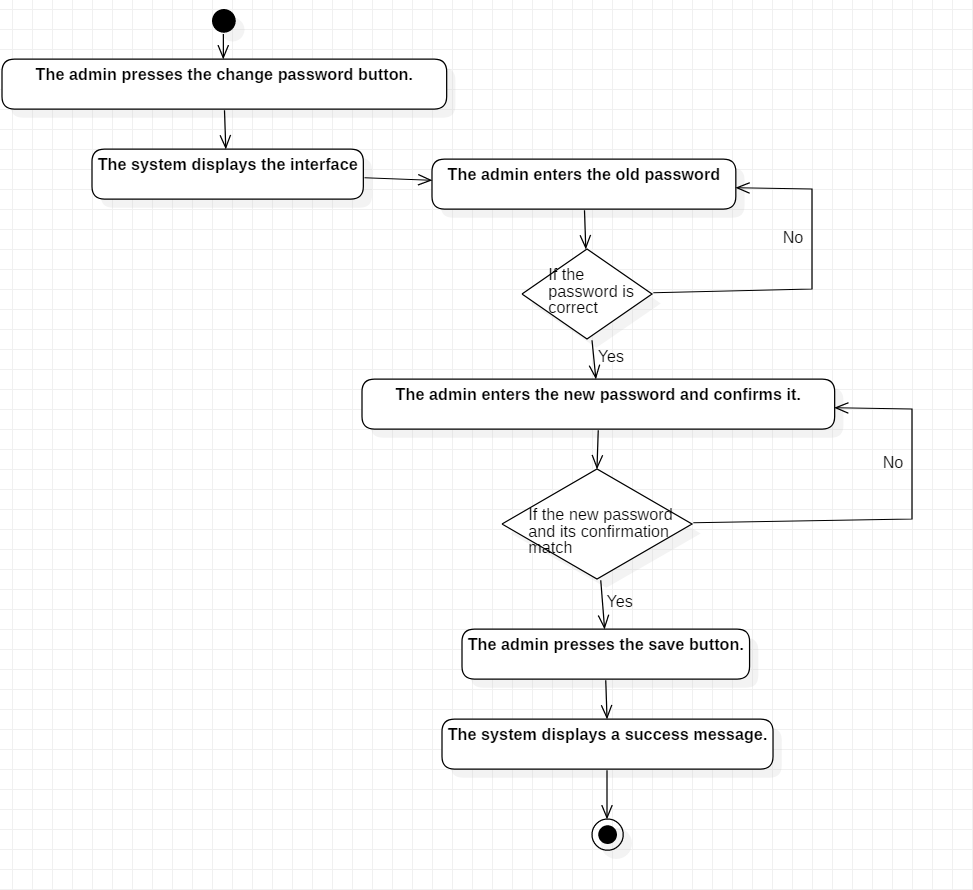 The admin presses the change password button.
The system displays the interface
The admin enters the old password
No
If the
password is
correct
Yes
The admin enters the new password and confirms it.
No
If the new password
and its confirmation
match
Yes
The admin presses the save button.
The system displays a success message.